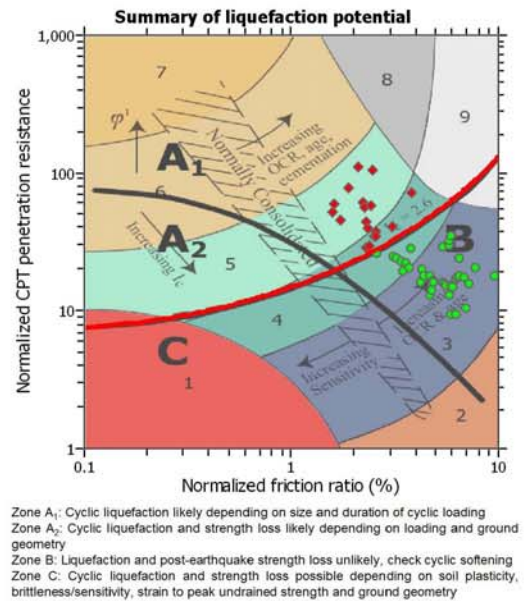 Summary of liquefaction potential
Normalized CPT penetration resistance
1,000
100
10
1
7
8
9
φ'
A₁
Increasing
OCR, age,
cementation
Normally Consolidated
6
A₂
Increasing Ic
5
= 2.6
B
4
Increasing
OCR & age
C
1
Increasing
Sensitivity
3
2
0.1
1
10
Normalized friction ratio (%)
Zone A₁: Cyclic liquefaction likely depending on size and duration of cyclic loading
Zone A₂: Cyclic liquefaction and strength loss likely depending on loading and ground
geometry
Zone B: Liquefaction and post-earthquake strength loss unlikely, check cyclic softening
Zone C: Cyclic liquefaction and strength loss possible depending on soil plasticity,
brittleness/sensitivity, strain to peak undrained strength and ground geometry